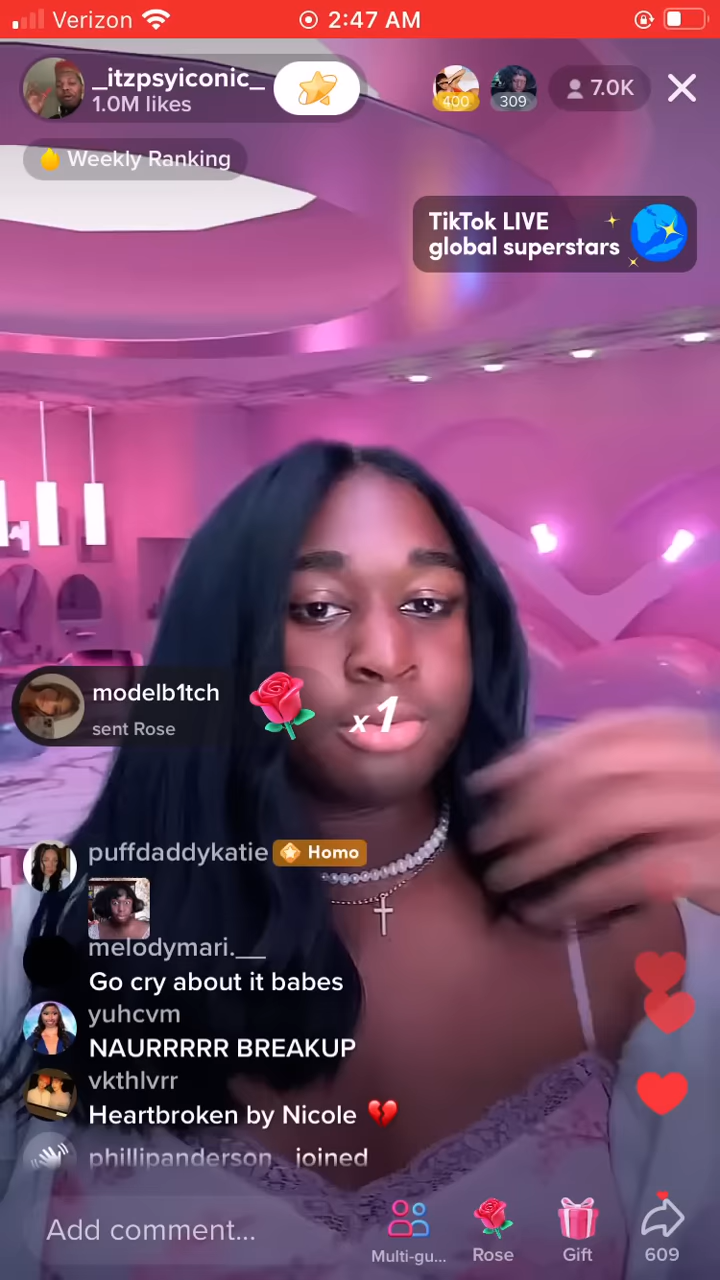 Verizon
2:47 AM
_itzpsyiconic_
1.0M likes
400
309
7.0K
Weekly Ranking
TikTok LIVE
global superstars
modelb1tch
sent Rose
x1
puffdaddykatie Homo
melodymari.__
Go cry about it babes
yuhcvm
NAURRRRR BREAKUP
vkthlvrr
Heartbroken by Nicole 💔
phillipanderson_ joined
Add comment...
Multi-gu...
Rose
Gift
609